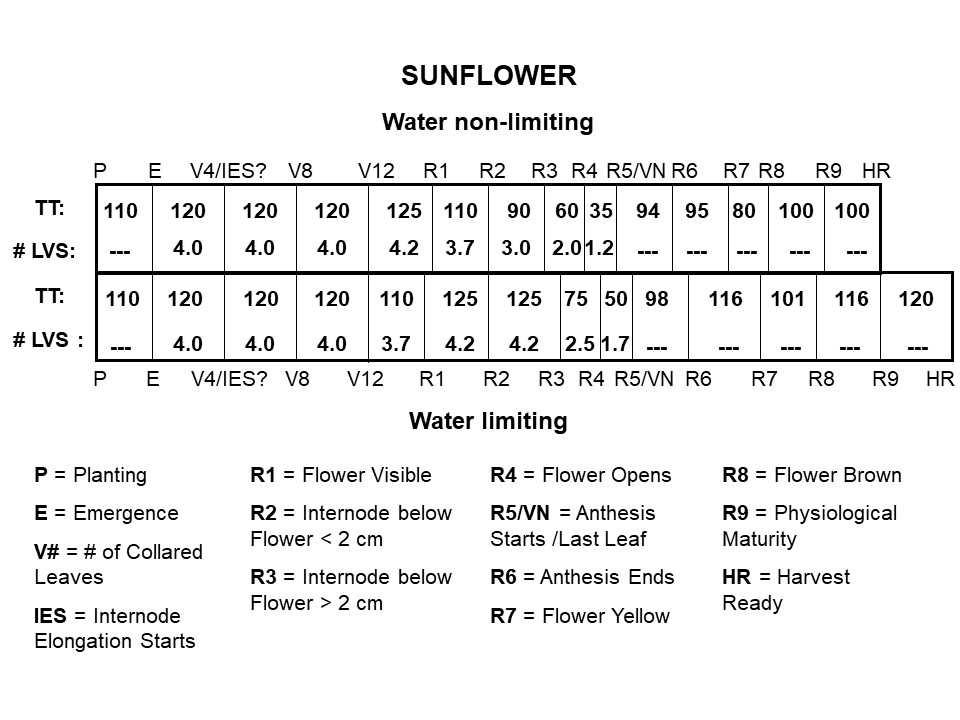 SUNFLOWER
Water non-limiting
P E V4/IES? V8 V12 R1 R2 R3 R4 R5/VN R6 R7 R8 R9 HR
TT: 110 120 120 120 125 110 90 60 35 94 95 80 100 100
# LVS: --- 4.0 4.0 4.0 4.2 3.7 3.0 2.0 1.2 --- --- --- --- ---
TT: 110 120 120 120 110 125 125 75 50 98 116 101 116 120
# LVS : --- 4.0 4.0 4.0 3.7 4.2 4.2 2.5 1.7 --- --- --- --- ---
P E V4/IES? V8 V12 R1 R2 R3 R4 R5/VN R6 R7 R8 R9 HR
Water limiting
P = Planting
E = Emergence
V# = # of Collared
Leaves
IES = Internode
Elongation Starts
R1 = Flower Visible
R2 = Internode below
Flower < 2 cm
R3 = Internode below
Flower > 2 cm
R4 = Flower Opens
R5/VN = Anthesis
Starts /Last Leaf
R6 = Anthesis Ends
R7 = Flower Yellow
R8 = Flower Brown
R9 = Physiological
Maturity
HR = Harvest
Ready